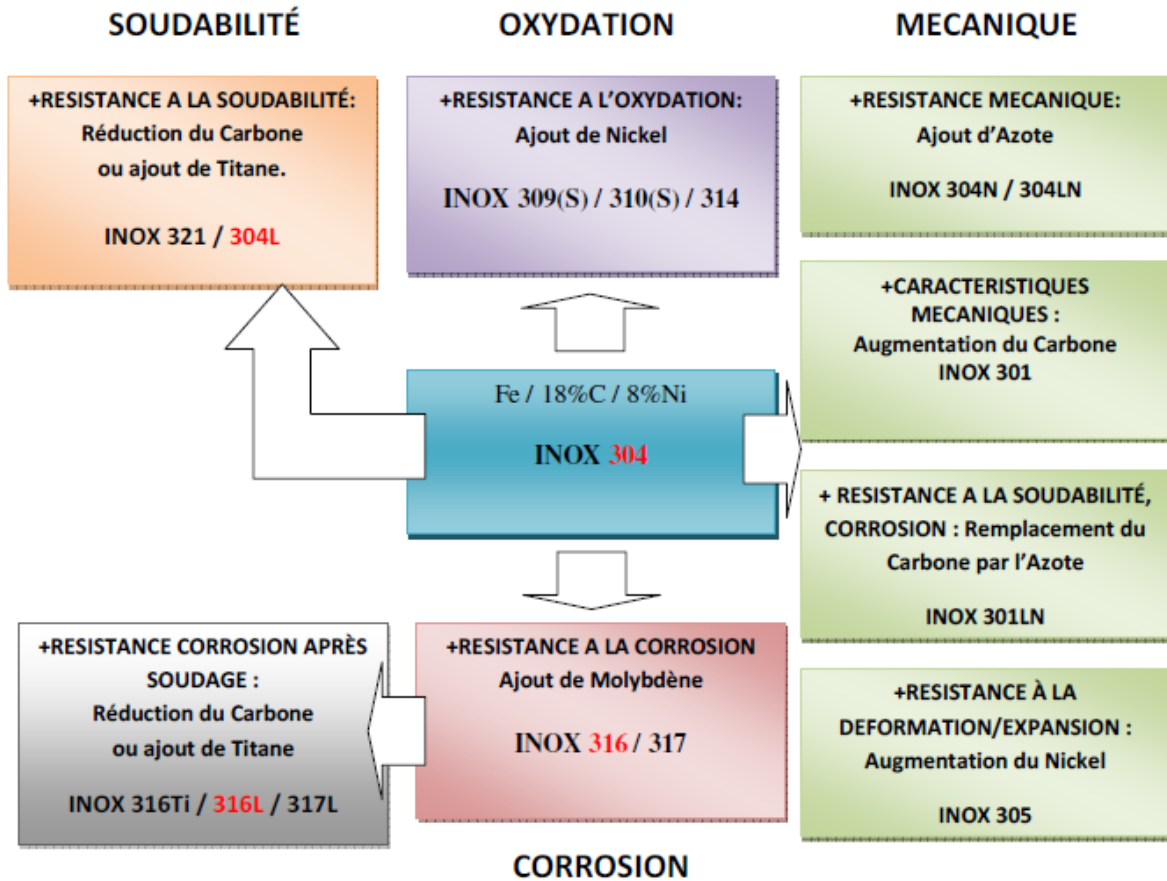 SOUDABILITÉ
OXYDATION
MECANIQUE
+RESISTANCE A LA SOUDABILITÉ:
Réduction du Carbone
ou ajout de Titane.
INOX 321 / 304L
+RESISTANCE A L’OXYDATION:
Ajout de Nickel
INOX 309(S) / 310(S) / 314
+RESISTANCE MECANIQUE:
Ajout d’Azote
INOX 304N / 304LN
+CARACTERISTIQUES
MECANIQUES :
Augmentation du Carbone
INOX 301
Fe / 18%C / 8%Ni
INOX 304
+ RESISTANCE A LA SOUDABILITÉ,
CORROSION : Remplacement du
Carbone par l’Azote
INOX 301LN
+RESISTANCE CORROSION APRÈS
SOUDAGE :
Réduction du Carbone
ou ajout de Titane
INOX 316Ti / 316L / 317L
+RESISTANCE A LA CORROSION
Ajout de Molybdène
INOX 316 / 317
+RESISTANCE À LA
DEFORMATION/EXPANSION :
Augmentation du Nickel
INOX 305
CORROSION